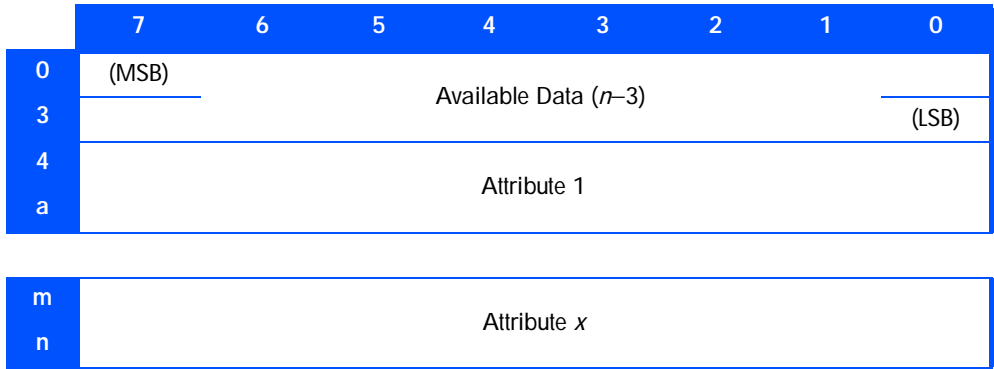 7 6 5 4 3 2 1 0
0 (MSB)
Available Data (n–3)
3 (LSB)
4
Attribute 1
a
m
Attribute x
n